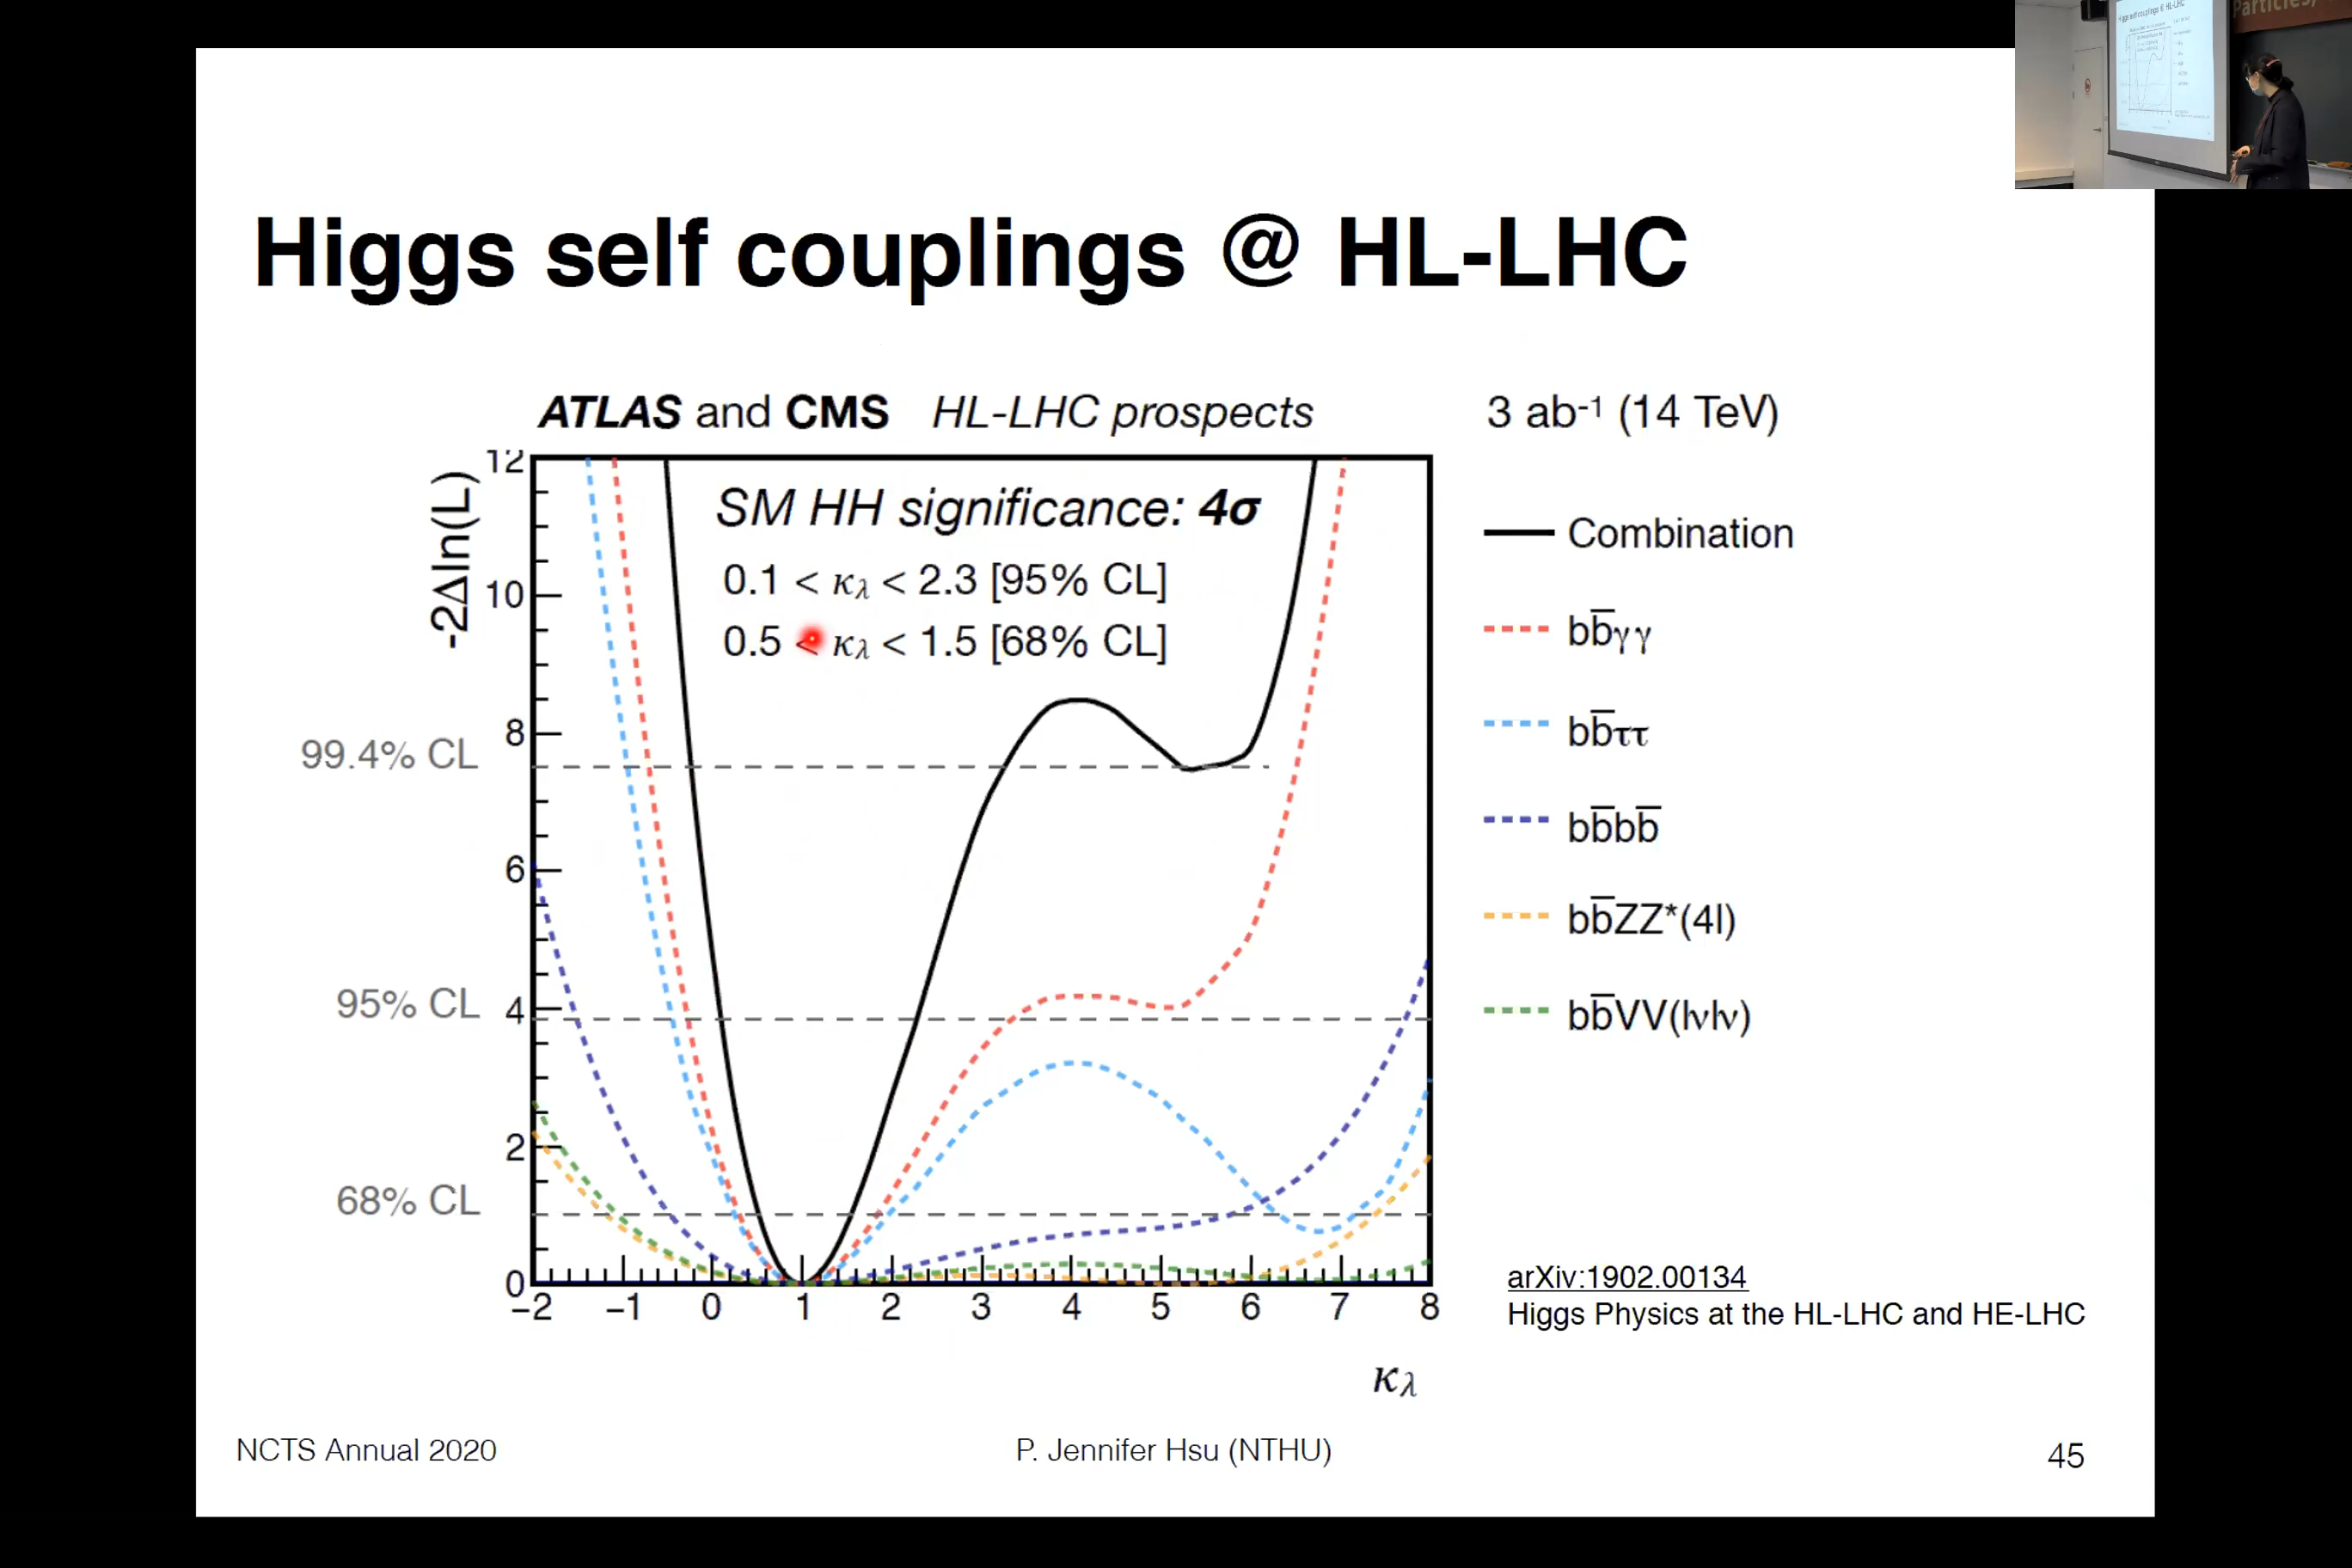 Higgs self couplings @ HL-LHC
Particles,
ATLAS and CMS HL-LHC prospects
3 ab-¹ (14 TeV)
-2Δln(L)
12
10
8
6
4
2
0
99.4% CL
95% CL
68% CL
SM HH significance: 4σ
0.1 < κλ < 2.3 [95% CL]
0.5 < κλ < 1.5 [68% CL]
−2 −1 0 1 2 3 4 5 6 7 8
κλ
Combination
bb̅γγ
bb̅ττ
bb̅bb̅
bb̅ZZ*(4l)
bb̅VV(lνlν)
arXiv:1902.00134
Higgs Physics at the HL-LHC and HE-LHC
NCTS Annual 2020
P. Jennifer Hsu (NTHU)
45